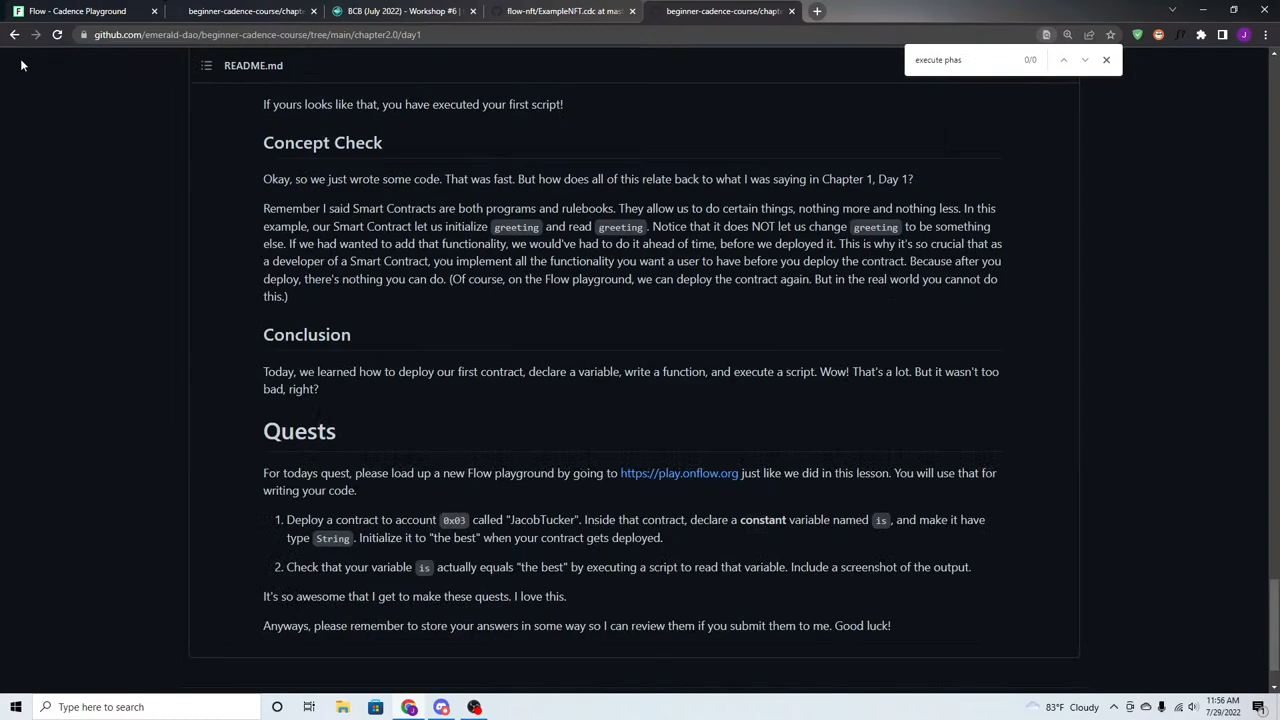 Flow - Cadence Playground
beginner-cadence-course/chapte
BCB (July 2022) - Workshop #6 |
flow-nft/ExampleNFT.cdc at mas
beginner-cadence-course/chapte
github.com/emerald-dao/beginner-cadence-course/tree/main/chapter2.0/day1
execute phas 0/0
README.md
If yours looks like that, you have executed your first script!
Concept Check
Okay, so we just wrote some code. That was fast. But how does all of this relate back to what I was saying in Chapter 1, Day 1?
Remember I said Smart Contracts are both programs and rulebooks. They allow us to do certain things, nothing more and nothing less. In this
example, our Smart Contract let us initialize greeting and read greeting. Notice that it does NOT let us change greeting to be something
else. If we had wanted to add that functionality, we would've had to do it ahead of time, before we deployed it. This is why it's so crucial that as
a developer of a Smart Contract, you implement all the functionality you want a user to have before you deploy the contract. Because after you
deploy, there's nothing you can do. (Of course, on the Flow playground, we can deploy the contract again. But in the real world you cannot do
this.)
Conclusion
Today, we learned how to deploy our first contract, declare a variable, write a function, and execute a script. Wow! That's a lot. But it wasn't too
bad, right?
Quests
For todays quest, please load up a new Flow playground by going to https://play.onflow.org just like we did in this lesson. You will use that for
writing your code.
1. Deploy a contract to account 0x03 called "JacobTucker". Inside that contract, declare a constant variable named is, and make it have
type String. Initialize it to "the best" when your contract gets deployed.
2. Check that your variable is actually equals "the best" by executing a script to read that variable. Include a screenshot of the output.
It's so awesome that I get to make these quests. I love this.
Anyways, please remember to store your answers in some way so I can review them if you submit them to me. Good luck!
Type here to search
83°F Cloudy
11:56 AM
7/29/2022